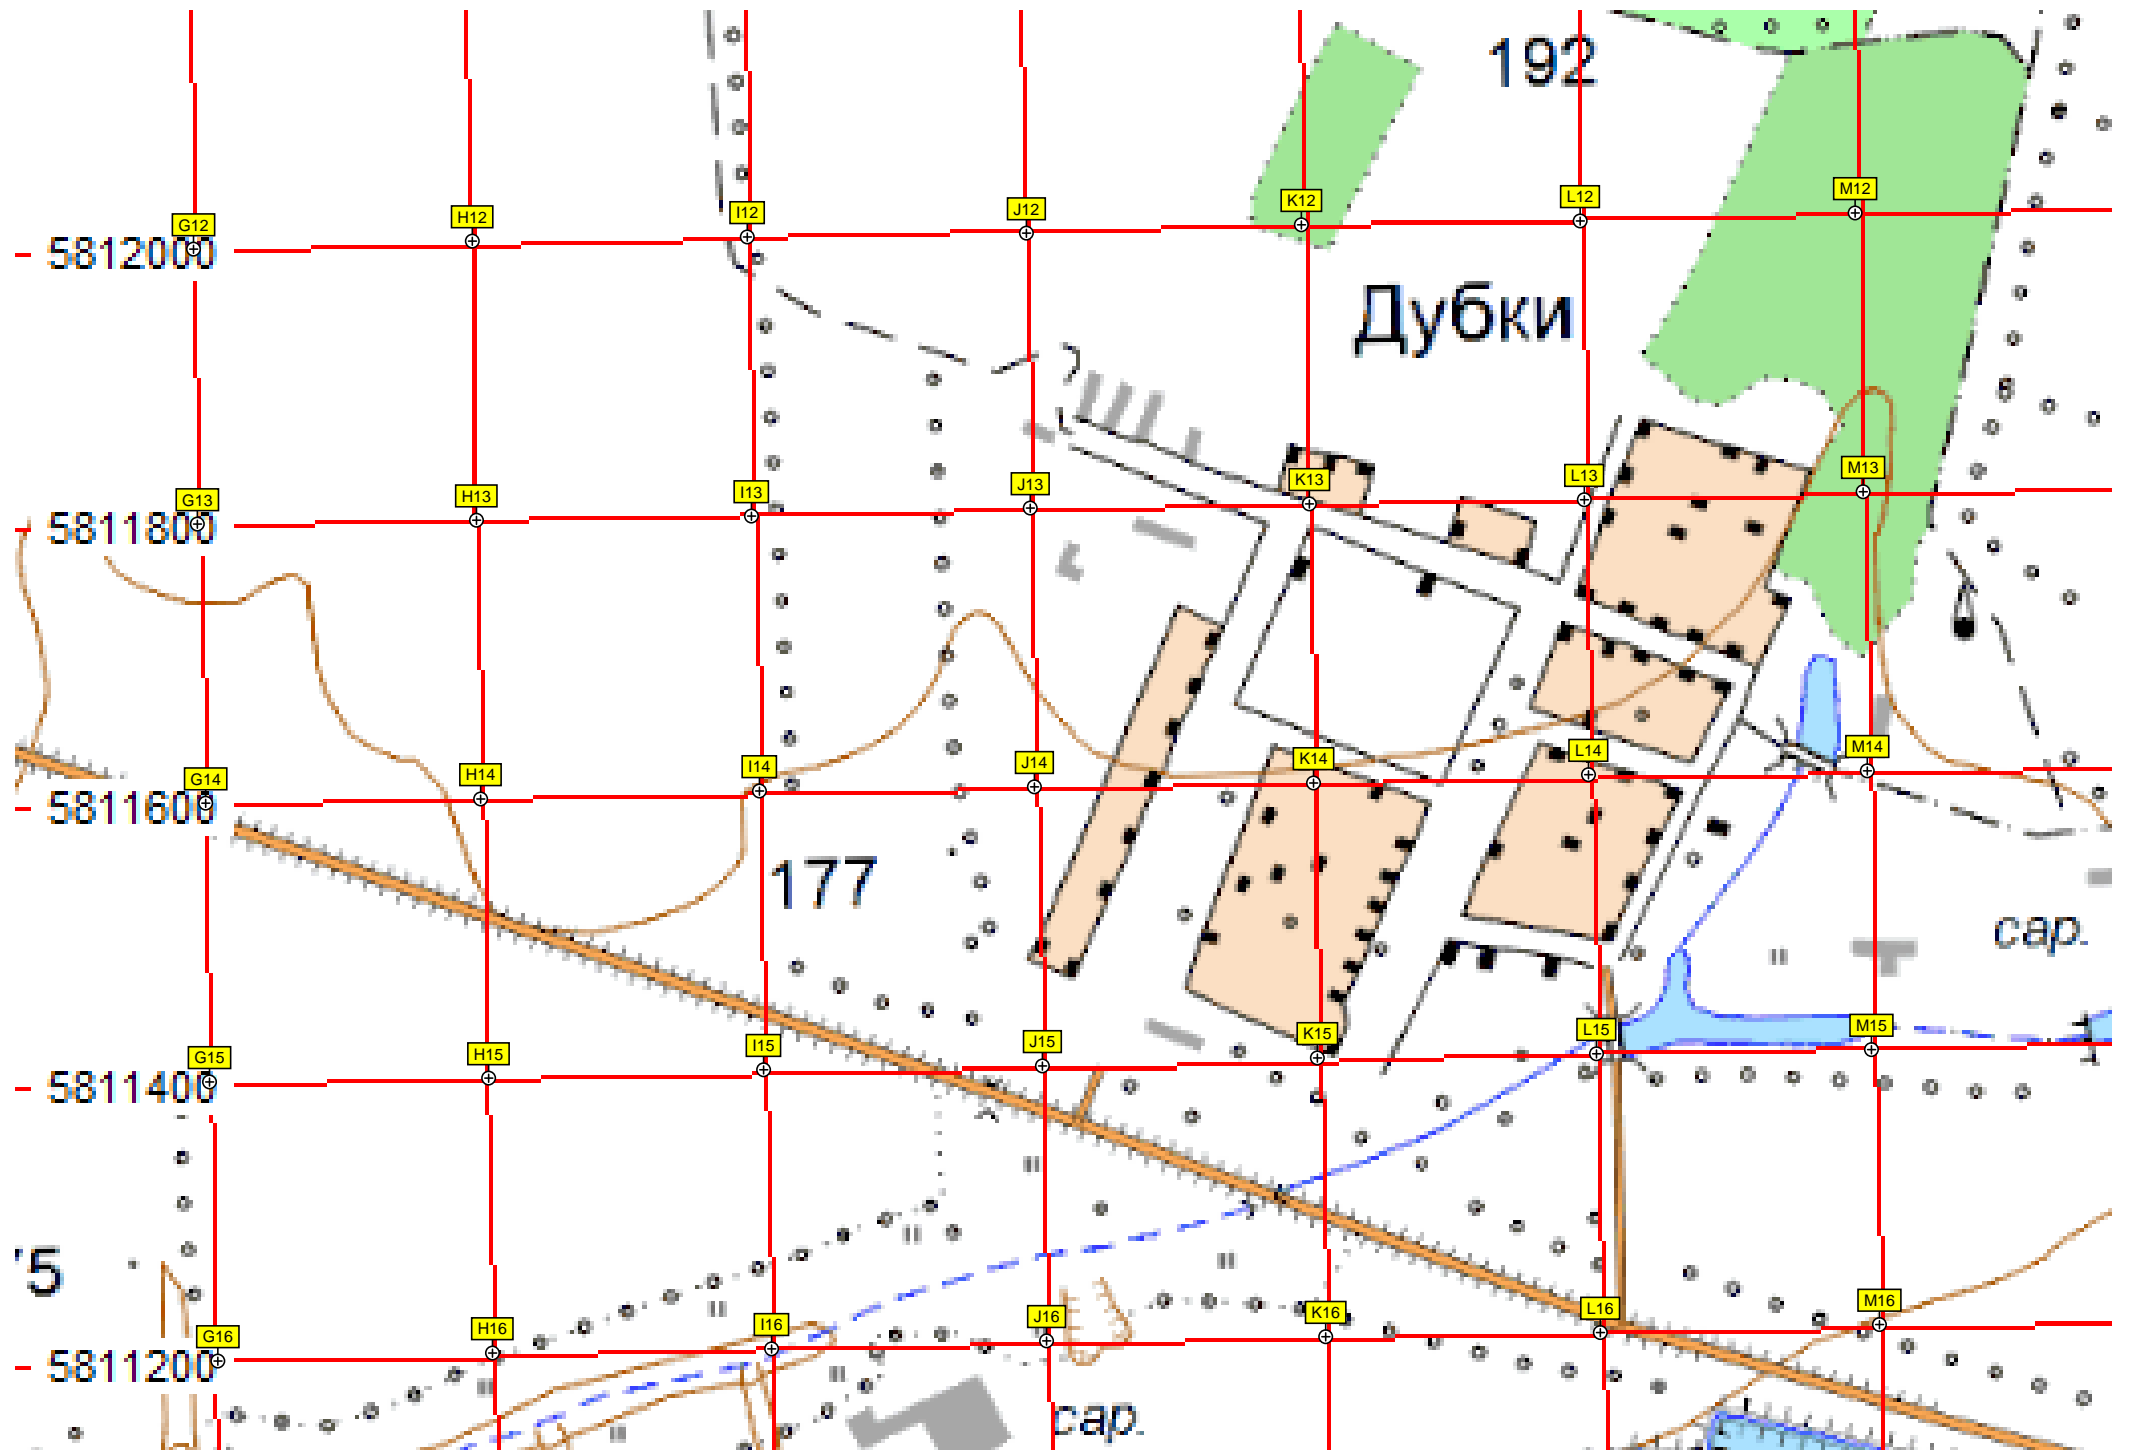 192
G12 H12 I12 J12 K12 L12 M12
5812000
Дубки
G13 H13 I13 J13 K13 L13 M13
5811800
G14 H14 I14 J14 K14 L14 M14
5811600
177
сар.
G15 H15 I15 J15 K15 L15 M15
5811400
'5
G16 H16 I16 J16 K16 L16 M16
5811200
сар.